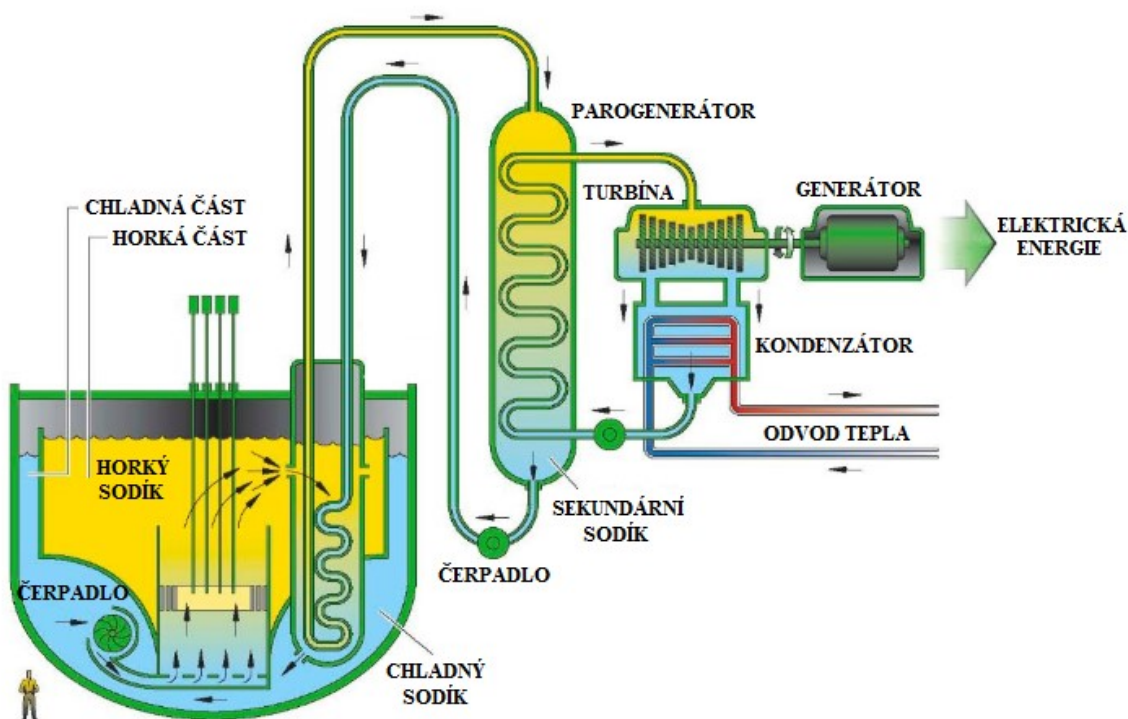 PAROGENERÁTOR
TURBÍNA
GENERÁTOR
CHLADNÁ ČÁST
HORKÁ ČÁST
ELEKTRICKÁ
ENERGIE
KONDENZÁTOR
ODVOD TEPLA
HORKÝ
SODÍK
SEKUNDÁRNÍ
SODÍK
ČERPADLO
ČERPADLO
CHLADNÝ
SODÍK